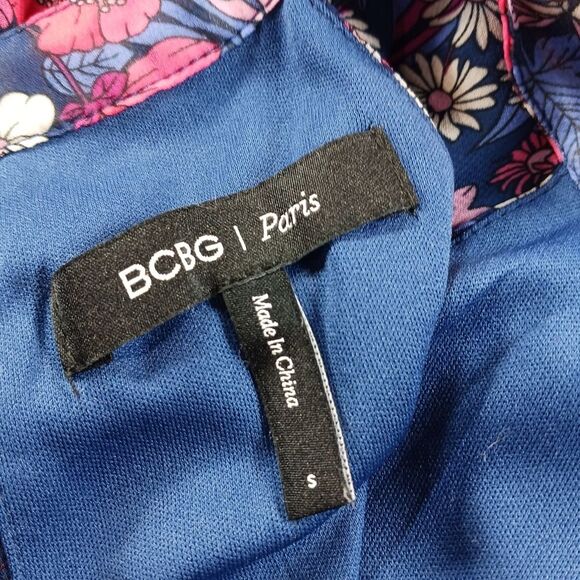 BCBG | Paris
Made In China
S